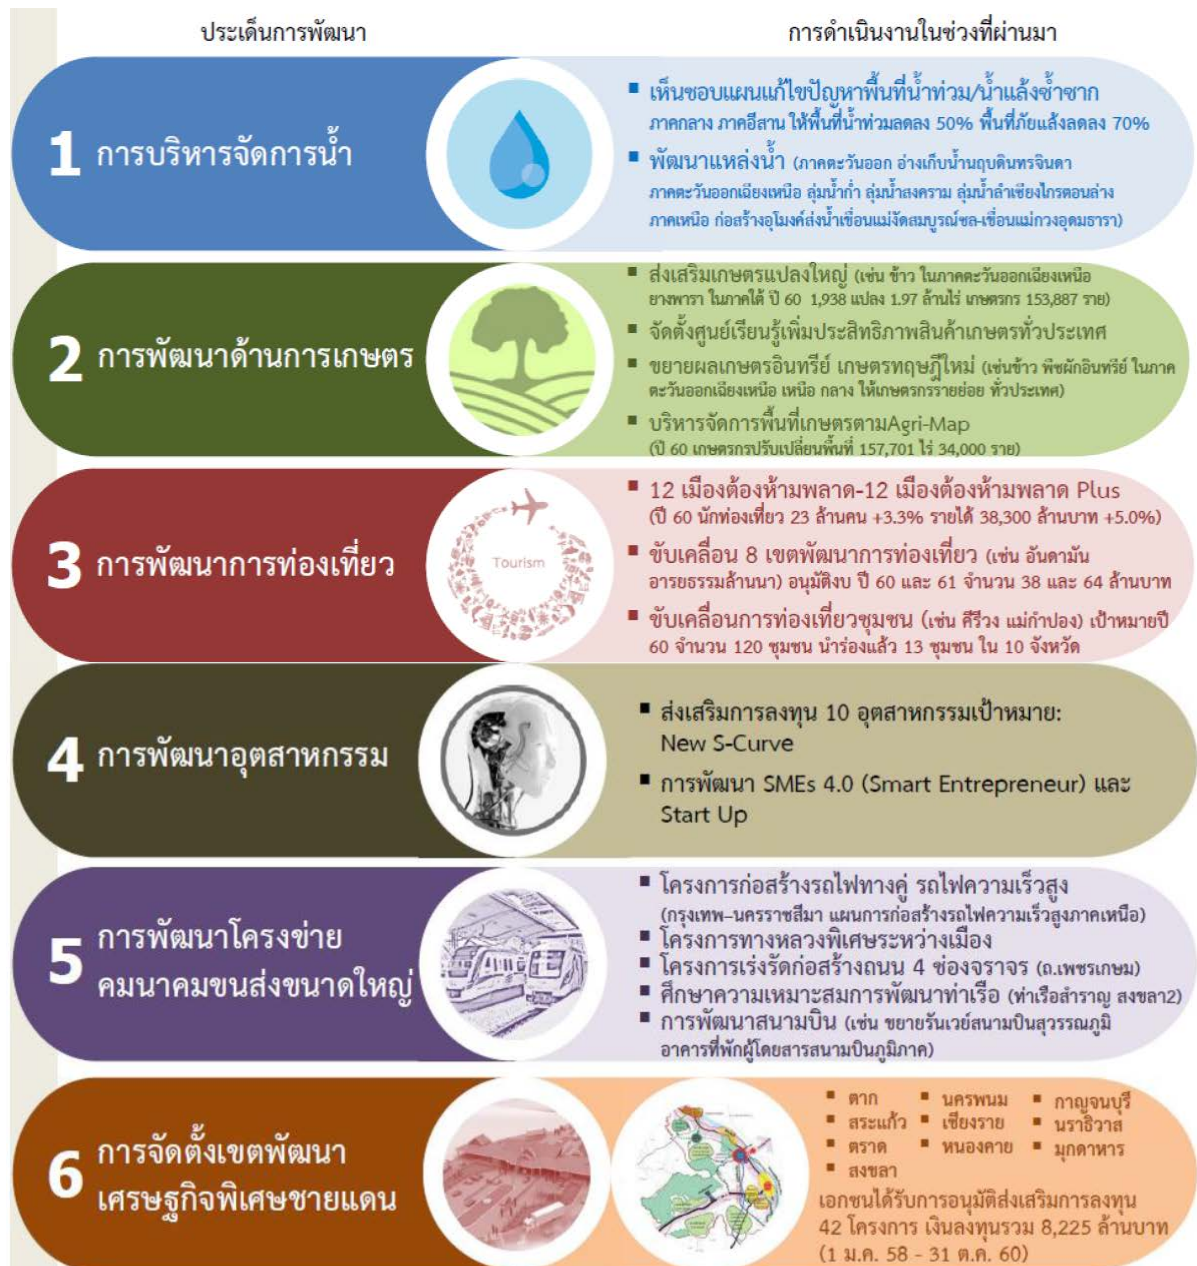 ประเด็นการพัฒนา
การดำเนินงานในช่วงที่ผ่านมา
1 การบริหารจัดการน้ำ
▪ เห็นชอบแผนแก้ไขปัญหาพื้นที่น้ำท่วม/น้ำแล้งซ้ำซาก
ภาคกลาง ภาคอีสาน ให้พื้นที่น้ำท่วมลดลง 50% พื้นที่ภัยแล้งลดลง 70%
▪ พัฒนาแหล่งน้ำ (ภาคตะวันออก อ่างเก็บน้ำนฤบดินทรจินดา
ภาคตะวันออกเฉียงเหนือ ลุ่มน้ำก่ำ ลุ่มน้ำสงคราม ลุ่มน้ำลำเชียงไกรตอนล่าง
ภาคเหนือ ก่อสร้างอุโมงค์ส่งน้ำเขื่อนแม่งัดสมบูรณ์ชล-เขื่อนแม่กวงอุดมธารา)
2 การพัฒนาด้านการเกษตร
▪ ส่งเสริมเกษตรแปลงใหญ่ (เช่น ข้าว ในภาคตะวันออกเฉียงเหนือ
ยางพารา ในภาคใต้ ปี 60 1,938 แปลง 1.97 ล้านไร่ เกษตรกร 153,887 ราย)
▪ จัดตั้งศูนย์เรียนรู้เพิ่มประสิทธิภาพสินค้าเกษตรทั่วประเทศ
▪ ขยายผลเกษตรอินทรีย์ เกษตรทฤษฎีใหม่ (เช่นข้าว พืชผักอินทรีย์ ในภาค
ตะวันออกเฉียงเหนือ เหนือ กลาง ให้เกษตรกรรายย่อย ทั่วประเทศ)
▪ บริหารจัดการพื้นที่เกษตรตามAgri-Map
(ปี 60 เกษตรกรปรับเปลี่ยนพื้นที่ 157,701 ไร่ 34,000 ราย)
3 การพัฒนาการท่องเที่ยว
Tourism
▪ 12 เมืองต้องห้ามพลาด-12 เมืองต้องห้ามพลาด Plus
(ปี 60 นักท่องเที่ยว 23 ล้านคน +3.3% รายได้ 38,300 ล้านบาท +5.0%)
▪ ขับเคลื่อน 8 เขตพัฒนาการท่องเที่ยว (เช่น อันดามัน
อารยธรรมล้านนา) อนุมัติงบ ปี 60 และ 61 จำนวน 38 และ 64 ล้านบาท
▪ ขับเคลื่อนการท่องเที่ยวชุมชน (เช่น คีรีวง แม่กำปอง) เป้าหมายปี
60 จำนวน 120 ชุมชน นำร่องแล้ว 13 ชุมชน ใน 10 จังหวัด
4 การพัฒนาอุตสาหกรรม
▪ ส่งเสริมการลงทุน 10 อุตสาหกรรมเป้าหมาย:
New S-Curve
▪ การพัฒนา SMEs 4.0 (Smart Entrepreneur) และ
Start Up
5 การพัฒนาโครงข่าย
คมนาคมขนส่งขนาดใหญ่
▪ โครงการก่อสร้างรถไฟทางคู่ รถไฟความเร็วสูง
(กรุงเทพ–นครราชสีมา แผนการก่อสร้างรถไฟความเร็วสูงภาคเหนือ)
▪ โครงการทางหลวงพิเศษระหว่างเมือง
▪ โครงการเร่งรัดก่อสร้างถนน 4 ช่องจราจร (ถ.เพชรเกษม)
▪ ศึกษาความเหมาะสมการพัฒนาท่าเรือ (ท่าเรือสำราญ สงขลา2)
▪ การพัฒนาสนามบิน (เช่น ขยายรันเวย์สนามบินสุวรรณภูมิ
อาคารที่พักผู้โดยสารสนามบินภูมิภาค)
6 การจัดตั้งเขตพัฒนา
เศรษฐกิจพิเศษชายแดน
▪ ตาก ▪ นครพนม ▪ กาญจนบุรี
▪ สระแก้ว ▪ เชียงราย ▪ นราธิวาส
▪ ตราด ▪ หนองคาย ▪ มุกดาหาร
▪ สงขลา
เอกชนได้รับการอนุมัติส่งเสริมการลงทุน
42 โครงการ เงินลงทุนรวม 8,225 ล้านบาท
(1 ม.ค. 58 - 31 ต.ค. 60)